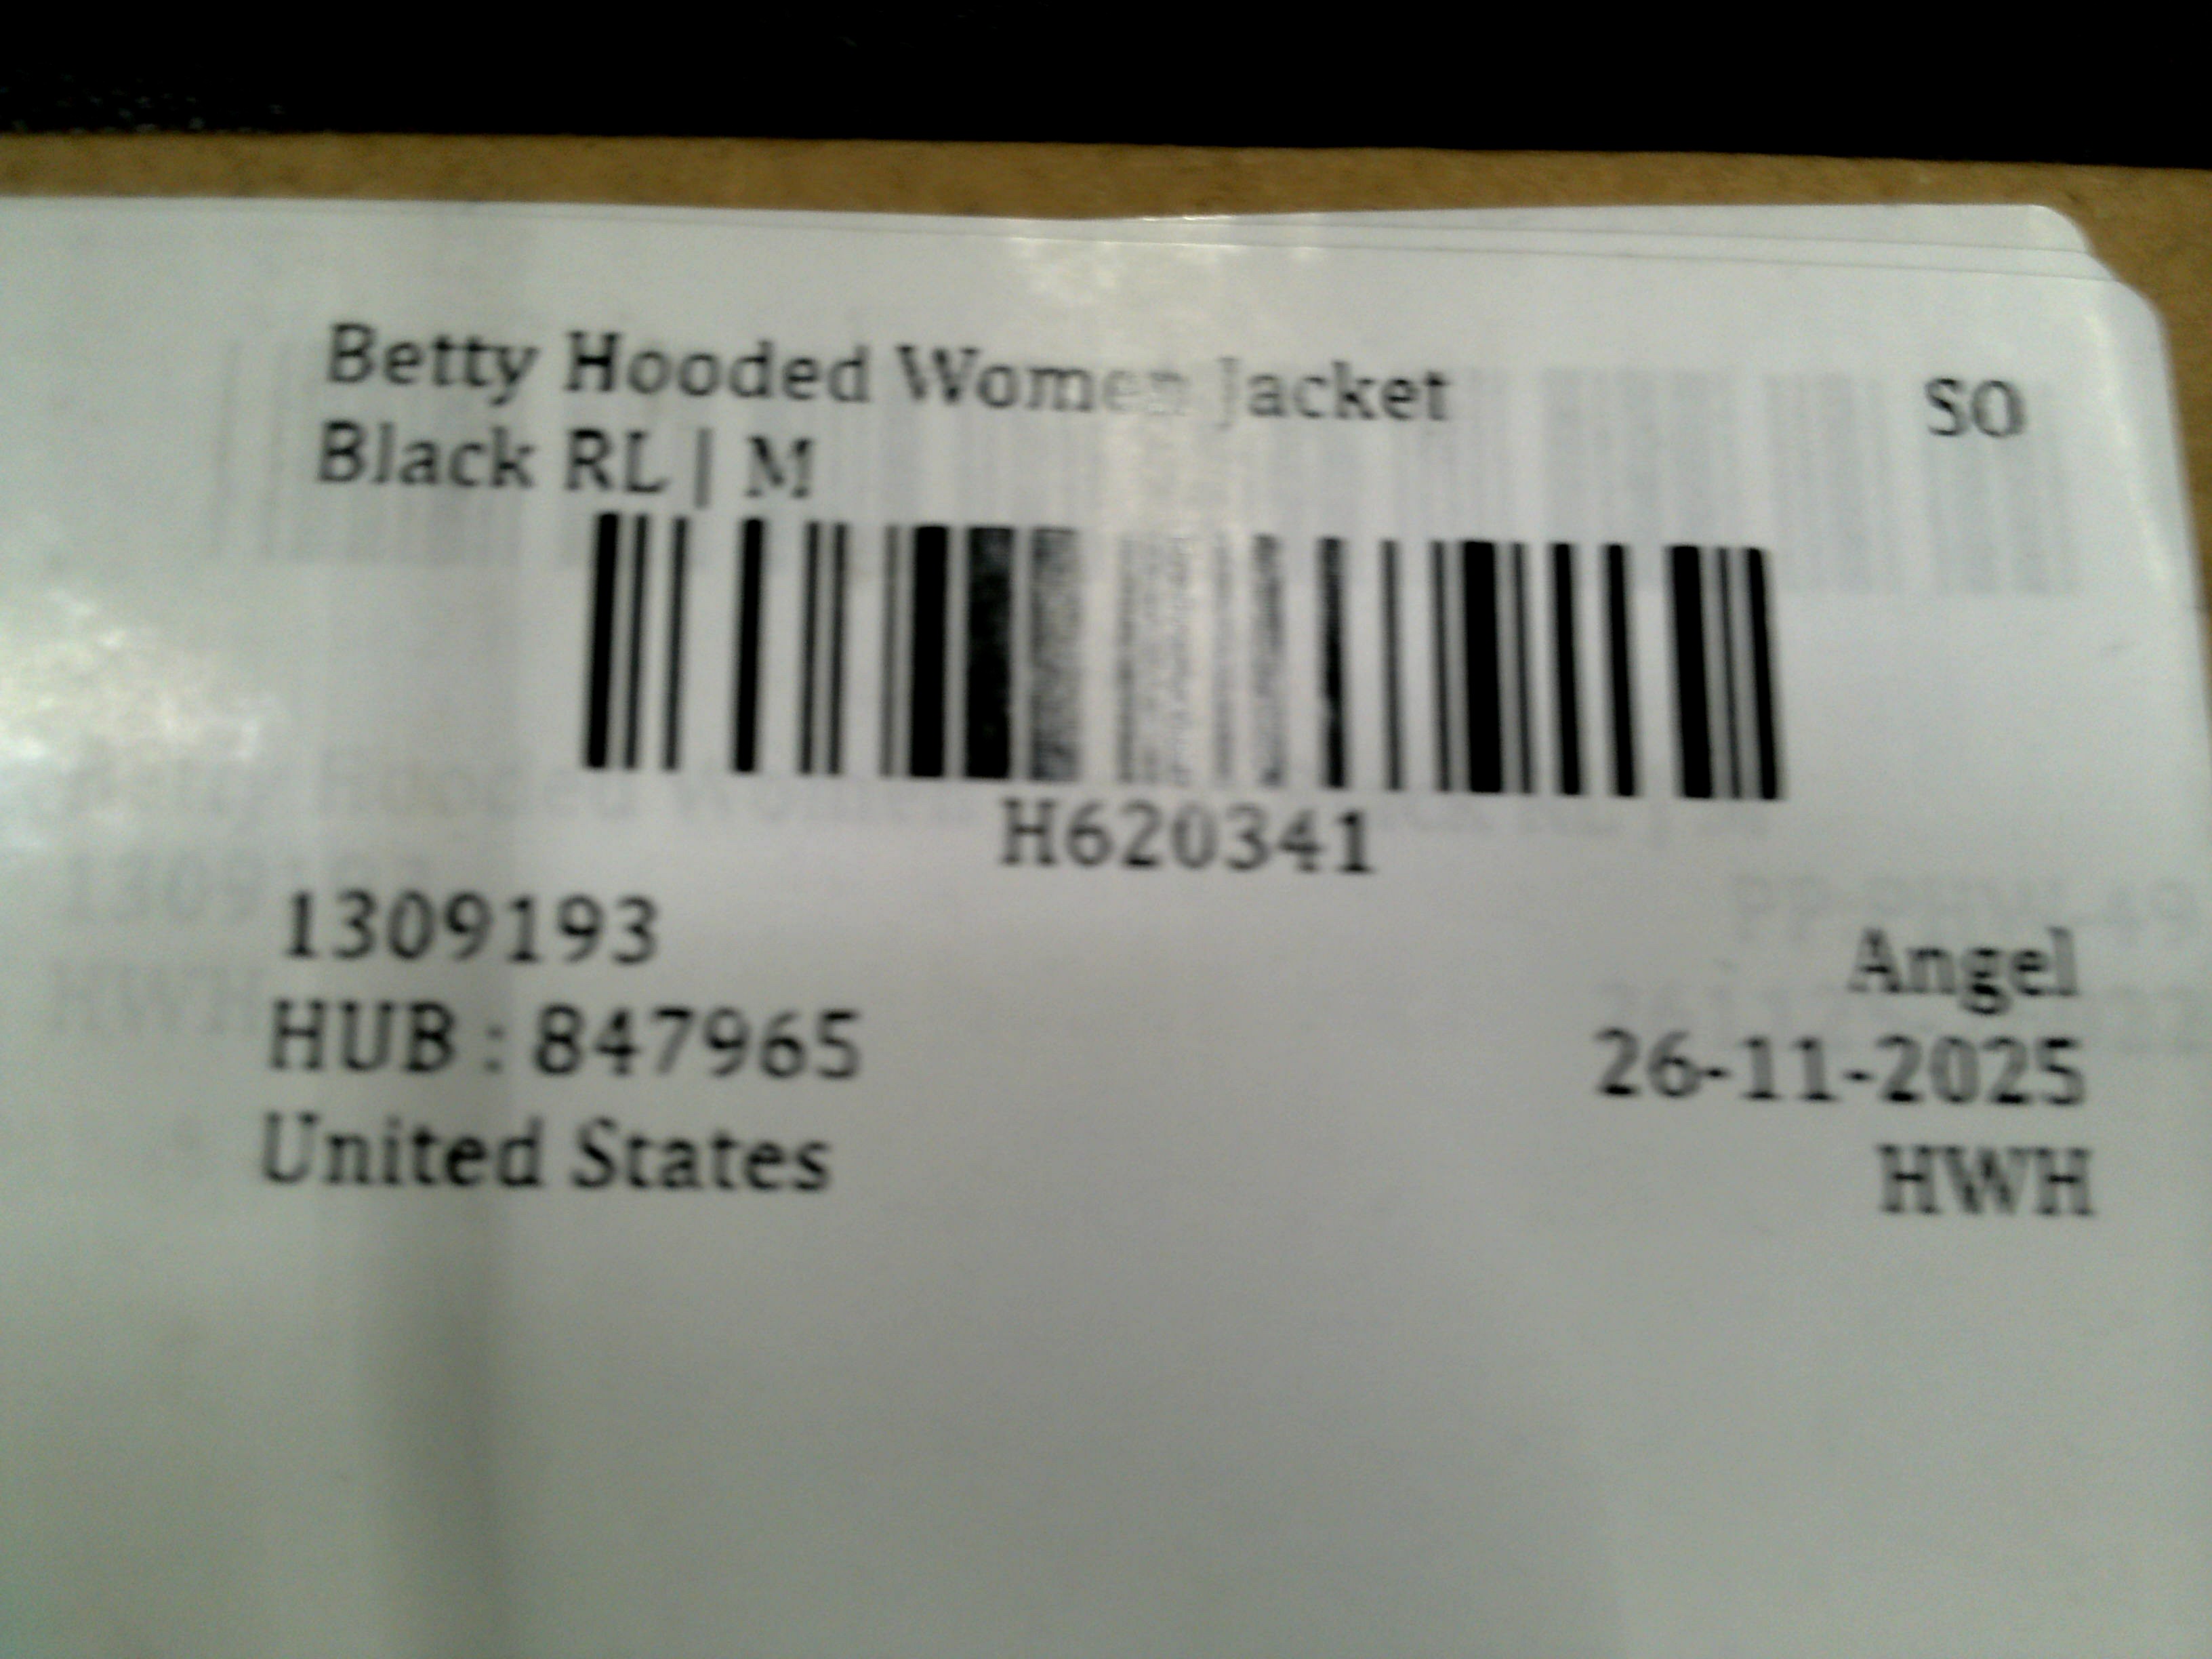 Betty Hooded Women Jacket SO
Black RL | M
H620341
1309193 Angel
HUB : 847965 26-11-2025
United States HWH